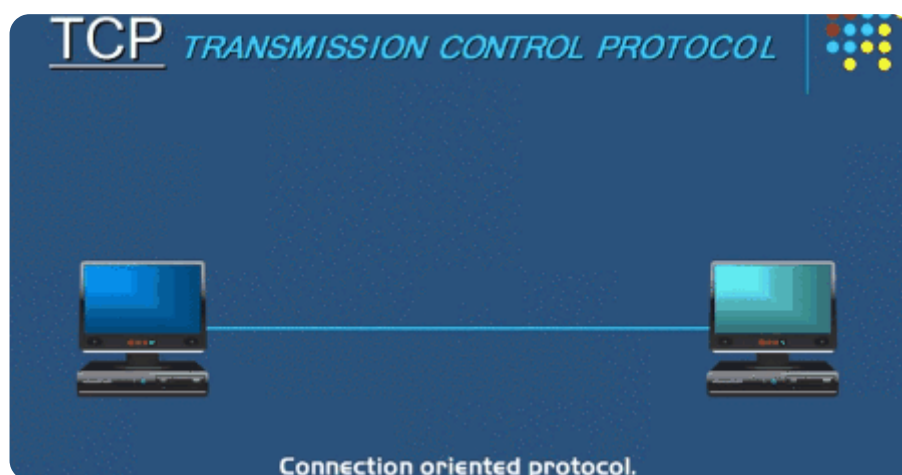 TCP TRANSMISSION CONTROL PROTOCOL
Connection oriented protocol.